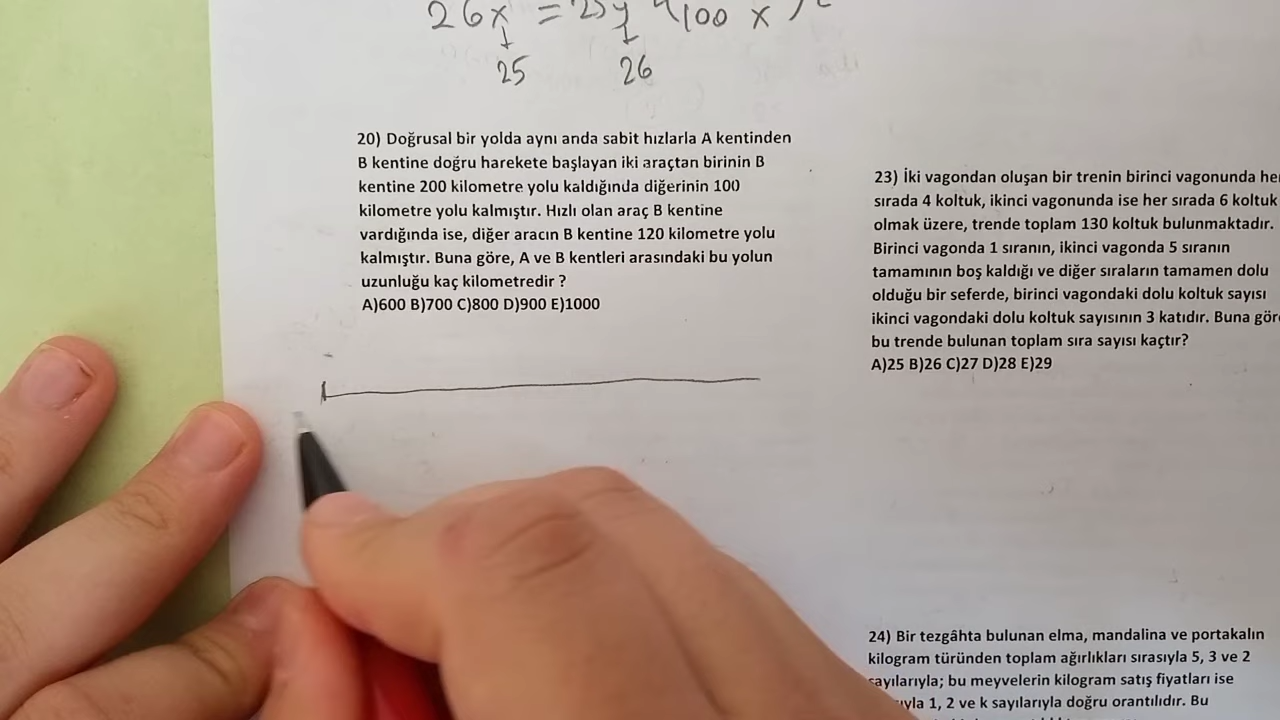 26x = 25y
100 x
25
26
20) Doğrusal bir yolda aynı anda sabit hızlarla A kentinden
B kentine doğru harekete başlayan iki araçtan birinin B
kentine 200 kilometre yolu kaldığında diğerinin 100
kilometre yolu kalmıştır. Hızlı olan araç B kentine
vardığında ise, diğer aracın B kentine 120 kilometre yolu
kalmıştır. Buna göre, A ve B kentleri arasındaki bu yolun
uzunluğu kaç kilometredir ?
A)600 B)700 C)800 D)900 E)1000
23) İki vagondan oluşan bir trenin birinci vagonunda he
sırada 4 koltuk, ikinci vagonunda ise her sırada 6 koltuk
olmak üzere, trende toplam 130 koltuk bulunmaktadır.
Birinci vagonda 1 sıranın, ikinci vagonda 5 sıranın
tamamının boş kaldığı ve diğer sıraların tamamen dolu
olduğu bir seferde, birinci vagondaki dolu koltuk sayısı
ikinci vagondaki dolu koltuk sayısının 3 katıdır. Buna gör
bu trende bulunan toplam sıra sayısı kaçtır?
A)25 B)26 C)27 D)28 E)29
24) Bir tezgâhta bulunan elma, mandalina ve portakalın
kilogram türünden toplam ağırlıkları sırasıyla 5, 3 ve 2
sayılarıyla; bu meyvelerin kilogram satış fiyatları ise
1, 2 ve k sayılarıyla doğru orantılıdır. Bu